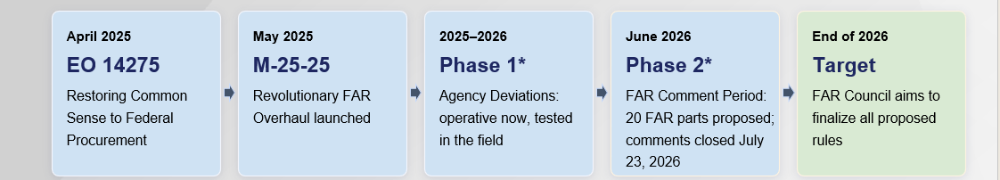 April 2025
EO 14275
Restoring Common
Sense to Federal
Procurement
May 2025
M-25-25
Revolutionary FAR
Overhaul launched
2025–2026
Phase 1*
Agency Deviations:
operative now, tested
in the field
June 2026
Phase 2*
FAR Comment Period:
20 FAR parts proposed;
comments closed July
23, 2026
End of 2026
Target
FAR Council aims to
finalize all proposed
rules